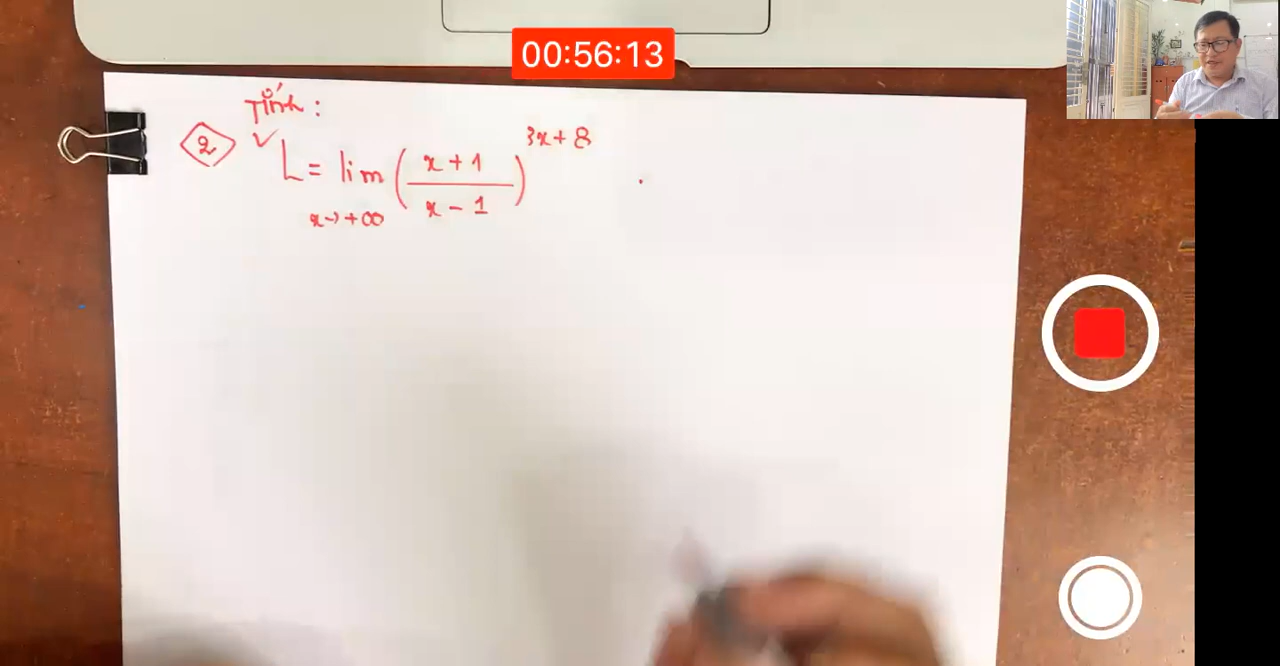 00:56:13
Tính :
2 ✓ L = lim x→+∞ ( (x + 1) / (x - 1) )^(3x + 8)